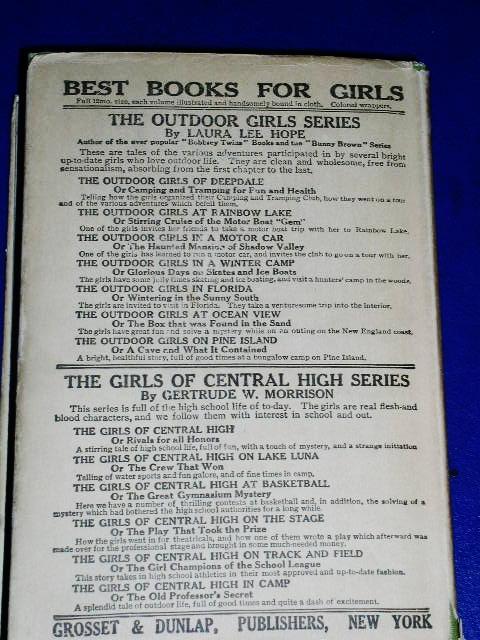 BEST BOOKS FOR GIRLS
Full 12mo. size, each volume illustrated and handsomely bound in cloth. Colored wrappers.
THE OUTDOOR GIRLS SERIES
By LAURA LEE HOPE
Author of the ever popular "Bobbsey Twins" Books and the "Bunny Brown" Series
These are tales of the various adventures participated in by several bright
up-to-date girls who love outdoor life. They are clean and wholesome, free from
sensationalism, absorbing from the first chapter to the last.
THE OUTDOOR GIRLS OF DEEPDALE
Or Camping and Tramping for Fun and Health
Telling how the girls organized their Camping and Tramping Club, how they went on a tour
and of the various adventures which befell them.
THE OUTDOOR GIRLS AT RAINBOW LAKE
Or Stirring Cruise of the Motor Boat "Gem"
One of the girls invites her friends to take a motor boat trip with her to Rainbow Lake.
THE OUTDOOR GIRLS IN A MOTOR CAR
Or The Haunted Mansion of Shadow Valley
One of the girls has learned to run a motor car, and invites the club to go on a tour with her.
THE OUTDOOR GIRLS IN A WINTER CAMP
Or Glorious Days on Skates and Ice Boats
The girls have some jolly times skating and ice boating, and visit a hunters' camp in the woods.
THE OUTDOOR GIRLS IN FLORIDA
Or Wintering in the Sunny South
The girls are invited to visit in Florida. They take a venturesome trip into the interior.
THE OUTDOOR GIRLS AT OCEAN VIEW
Or The Box that was Found in the Sand
The girls have great fun and solve a mystery while on an outing on the New England coast.
THE OUTDOOR GIRLS ON PINE ISLAND
Or A Cave and What it Contained
A bright, healthful story, full of good times at a bungalow camp on Pine Island.
THE GIRLS OF CENTRAL HIGH SERIES
By GERTRUDE W. MORRISON
This series is full of the high school life of to-day. The girls are real flesh-and
blood characters, and we follow them with interest in school and out.
THE GIRLS OF CENTRAL HIGH
Or Rivals for all Honors
A stirring tale of high school life, full of fun, with a touch of mystery, and a strange initiation
THE GIRLS OF CENTRAL HIGH ON LAKE LUNA
Or The Crew That Won
Telling of water sports and fun galore, and of fine times in camp.
THE GIRLS OF CENTRAL HIGH AT BASKETBALL
Or The Great Gymnasium Mystery
Here we have a number of thrilling contests at basketball and, in addition, the solving of a
mystery which had bothered the high school authorities for a long while.
THE GIRLS OF CENTRAL HIGH ON THE STAGE
Or The Play That Took the Prize
How the girls went in for theatricals, and how one of them wrote a play which afterward was
made over for the professional stage and brought in some much-needed money.
THE GIRLS OF CENTRAL HIGH ON TRACK AND FIELD
Or The Girl Champions of the School League
This story takes in high school athletics in their most approved and up-to-date fashion.
THE GIRLS OF CENTRAL HIGH IN CAMP
Or The Old Professor's Secret
A splendid tale of outdoor life, full of good times and quite a dash of excitement.
GROSSET & DUNLAP, PUBLISHERS, NEW YORK